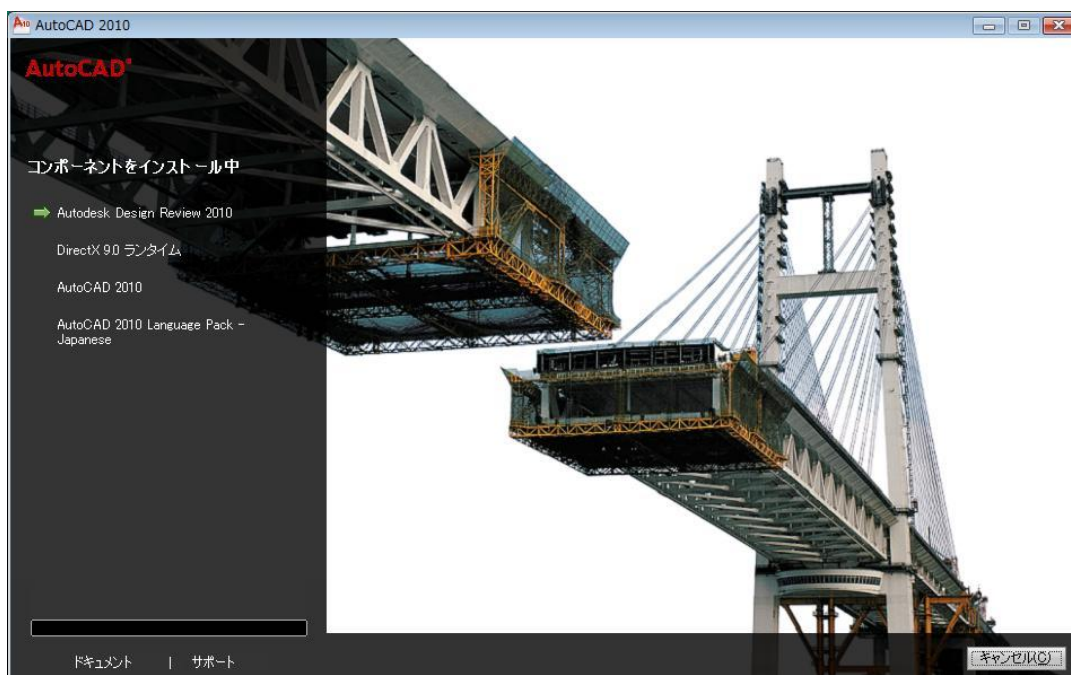 AutoCAD 2010
AutoCAD
コンポーネントをインストール中
Autodesk Design Review 2010
DirectX 9.0 ランタイム
AutoCAD 2010
AutoCAD 2010 Language Pack -
Japanese
ドキュメント | サポート
キャンセル(C)